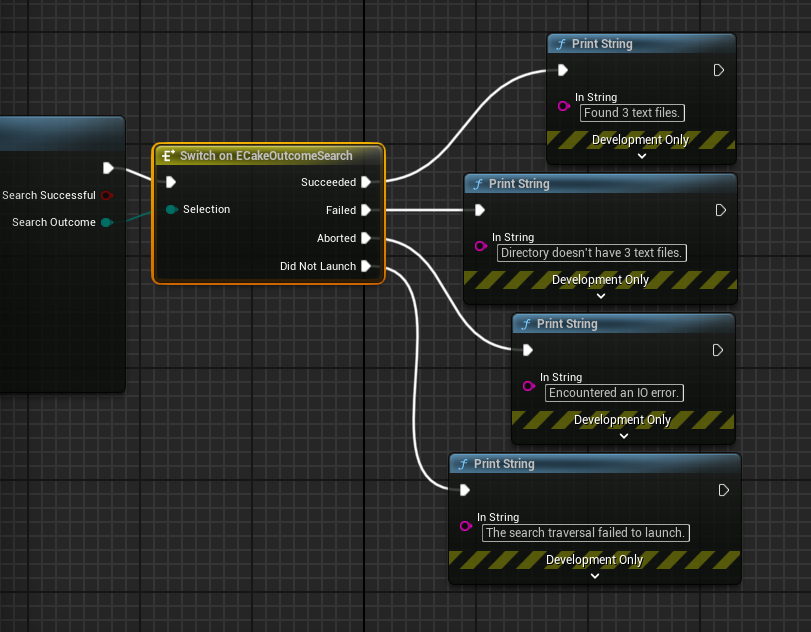 Search Successful
Search Outcome
Switch on ECakeOutcomeSearch
Selection
Succeeded
Failed
Aborted
Did Not Launch
f Print String
In String
Found 3 text files.
Development Only
f Print String
In String
Directory doesn't have 3 text files.
Development Only
f Print String
In String
Encountered an IO error.
Development Only
f Print String
In String
The search traversal failed to launch.
Development Only